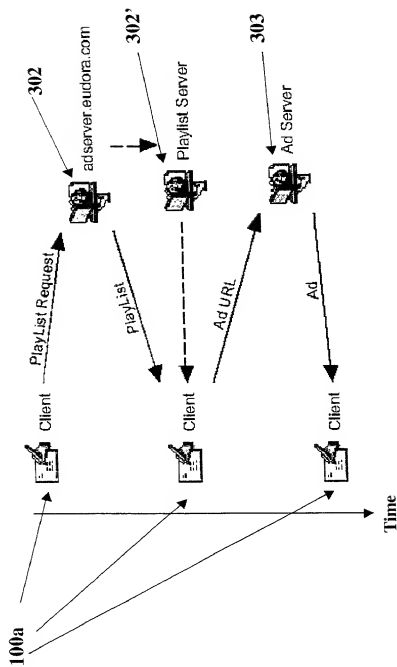 100a
302
302'
303
adserver.eudora.com
Playlist Server
Ad Server
PlayList Request
PlayList
Ad URL
Ad
Client
Client
Client
Time